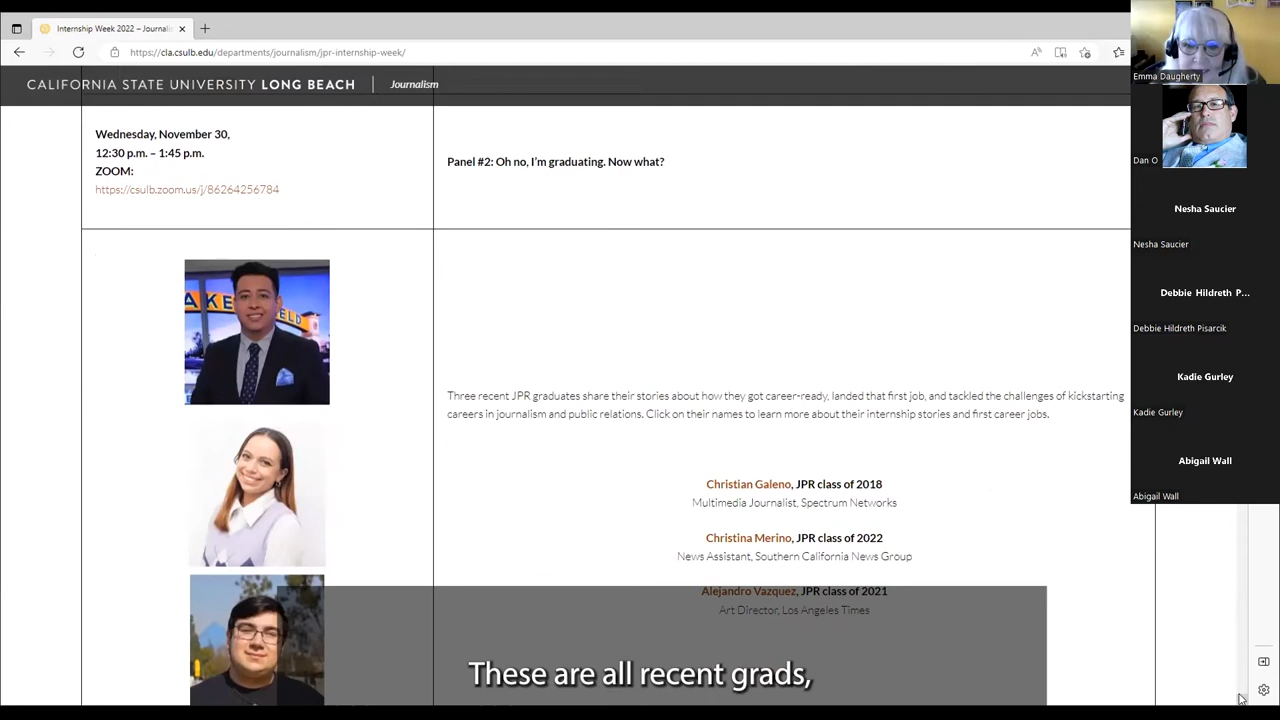 Internship Week 2022 – Journali
https://cla.csulb.edu/departments/journalism/jpr-internship-week/
CALIFORNIA STATE UNIVERSITY LONG BEACH
Journalism
Wednesday, November 30,
12:30 p.m. – 1:45 p.m.
ZOOM:
https://csulb.zoom.us/j/86264256784
Panel #2: Oh no, I'm graduating. Now what?
AKE
ELD
Three recent JPR graduates share their stories about how they got career-ready, landed that first job, and tackled the challenges of kickstarting
careers in journalism and public relations. Click on their names to learn more about their internship stories and first career jobs.
Christian Galeno, JPR class of 2018
Multimedia Journalist, Spectrum Networks
Christina Merino, JPR class of 2022
News Assistant, Southern California News Group
Alejandro Vazquez, JPR class of 2021
Art Director, Los Angeles Times
These are all recent grads,
Emma Daugherty
Dan O
Nesha Saucier
Nesha Saucier
Debbie Hildreth P...
Debbie Hildreth Pisarcik
Kadie Gurley
Kadie Gurley
Abigail Wall
Abigail Wall